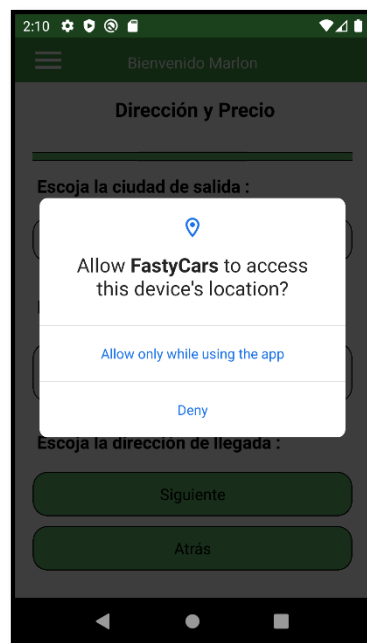 2:10
Bienvenido Marlon
Dirección y Precio
Escoja la ciudad de salida :
Allow FastyCars to access
this device's location?
Allow only while using the app
Deny
Escoja la dirección de llegada :
Siguiente
Atrás